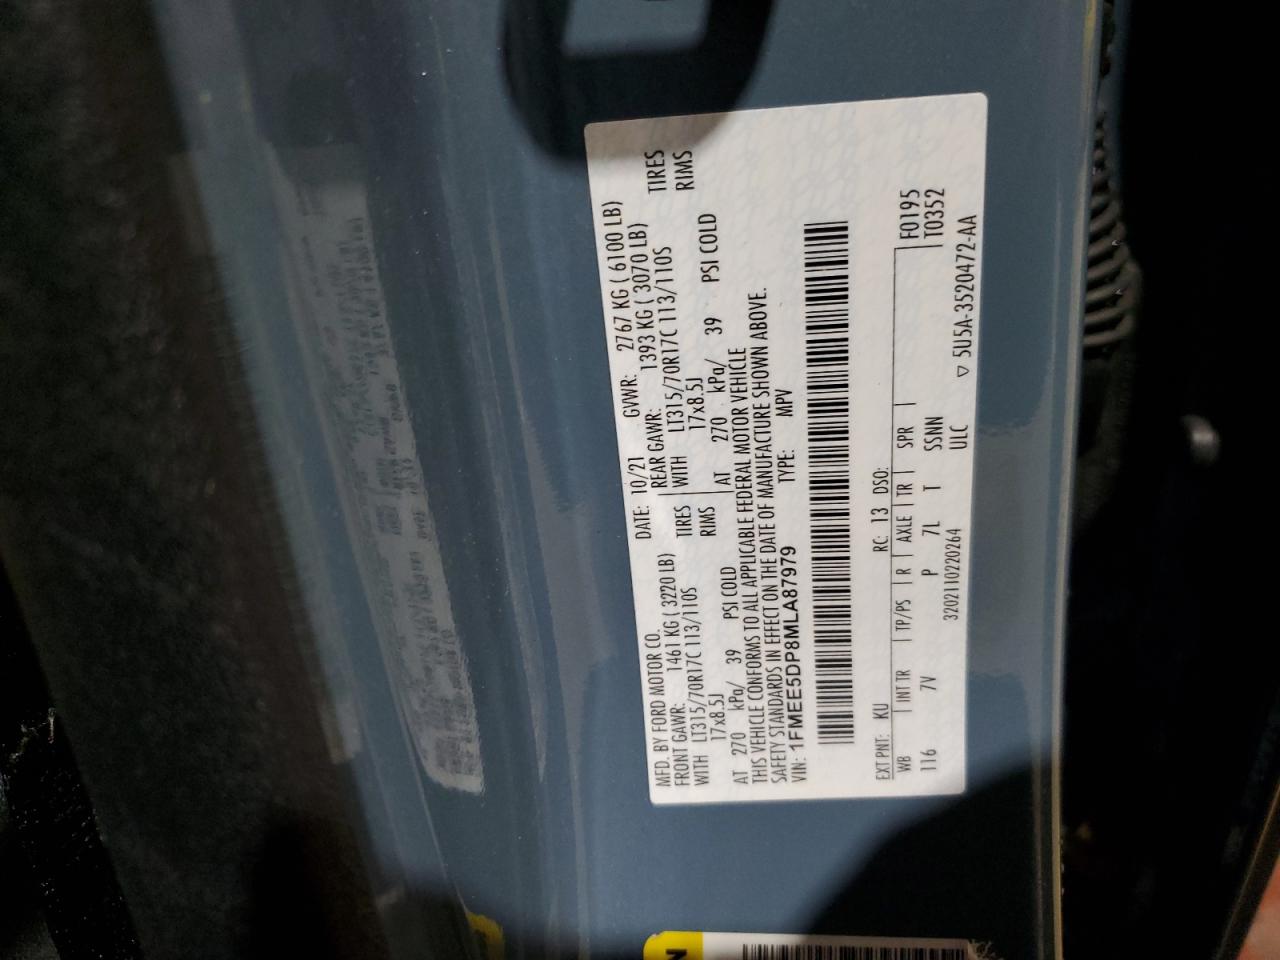 MFD. BY FORD MOTOR CO.
DATE: 10/21 GVWR: 2767 KG ( 6100 LB)
FRONT GAWR: 1461 KG ( 3220 LB) REAR GAWR: 1393 KG ( 3070 LB)
WITH LT315/70R17C 113/110S TIRES WITH LT315/70R17C 113/110S TIRES
17x8.5J RIMS 17x8.5J RIMS
AT 270 kPa/ 39 PSI COLD AT 270 kPa/ 39 PSI COLD
THIS VEHICLE CONFORMS TO ALL APPLICABLE FEDERAL MOTOR VEHICLE
SAFETY STANDARDS IN EFFECT ON THE DATE OF MANUFACTURE SHOWN ABOVE.
VIN: 1FMEE5DP8MLA87979 TYPE: MPV
EXT PNT: KU RC: 13 DSO:
WB INT TR TP/PS R AXLE TR SPR F0195
116 7V P 7L T SSNN T0352
3202110220264 ULC
▽ 5U5A-3520472-AA